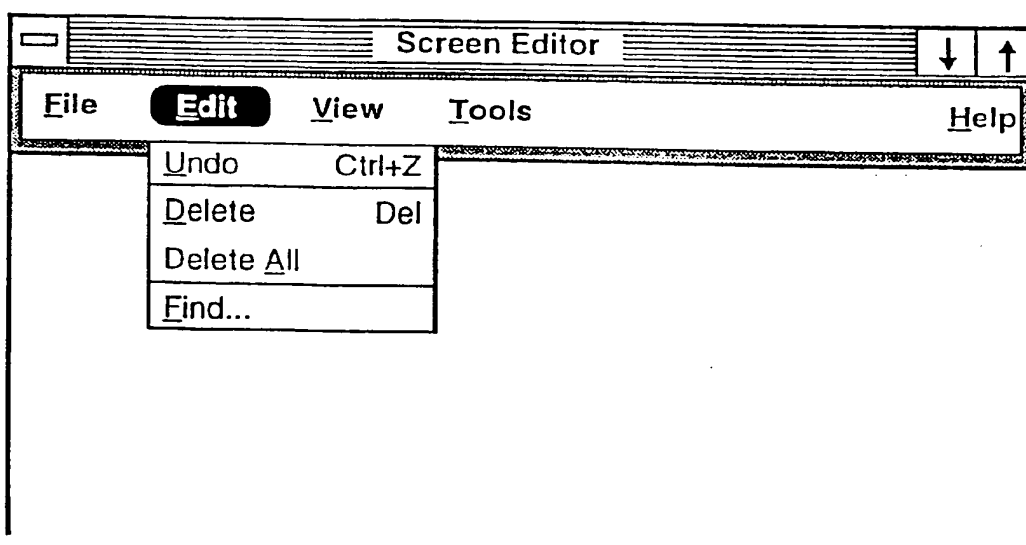 Screen Editor
File Edit View Tools Help
Undo Ctrl+Z
Delete Del
Delete All
Find...